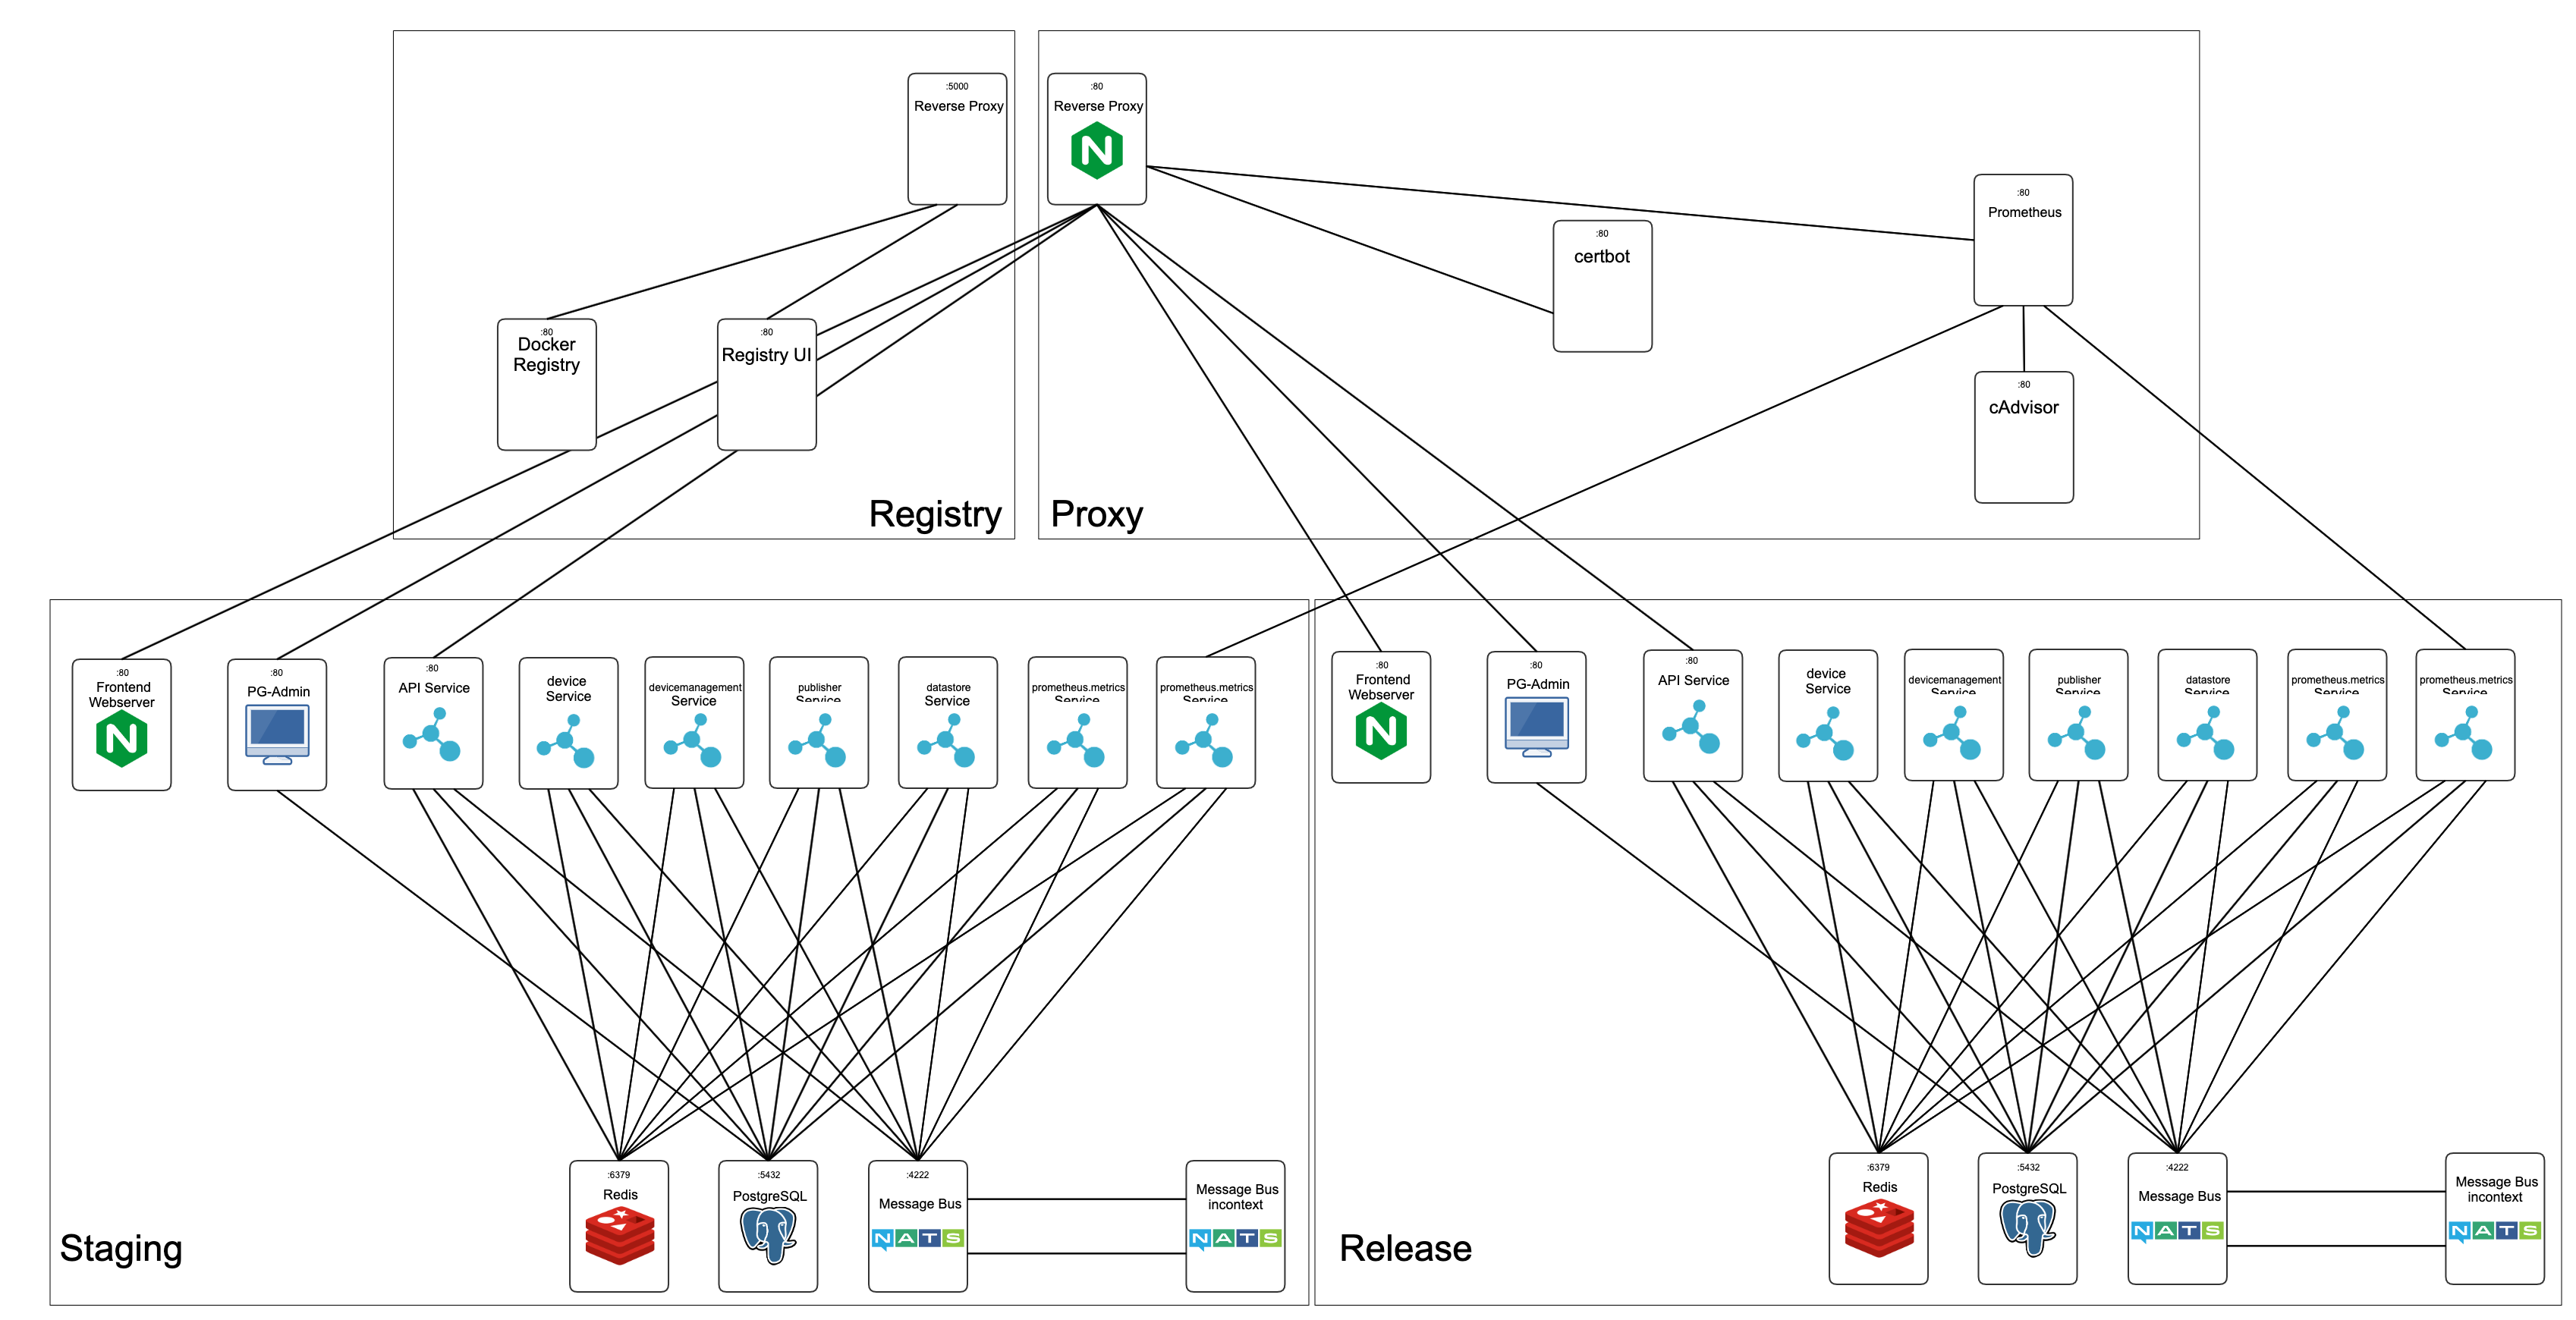 :5000
Reverse Proxy
:80
Reverse Proxy
N
:80
Prometheus
:80
certbot
:80
Docker
Registry
:80
Registry UI
:80
cAdvisor
Registry
Proxy
:80
Frontend
Webserver
N
:80
PG-Admin
:80
API Service
device
Service
devicemanagement
Service
publisher
Service
datastore
Service
prometheus.metrics
Service
prometheus.metrics
Service
:80
Frontend
Webserver
N
:80
PG-Admin
:80
API Service
device
Service
devicemanagement
Service
publisher
Service
datastore
Service
prometheus.metrics
Service
prometheus.metrics
Service
:6379
Redis
:5432
PostgreSQL
:4222
Message Bus
NATS
Message Bus
incontext
NATS
Staging
:6379
Redis
:5432
PostgreSQL
:4222
Message Bus
NATS
Message Bus
incontext
NATS
Release